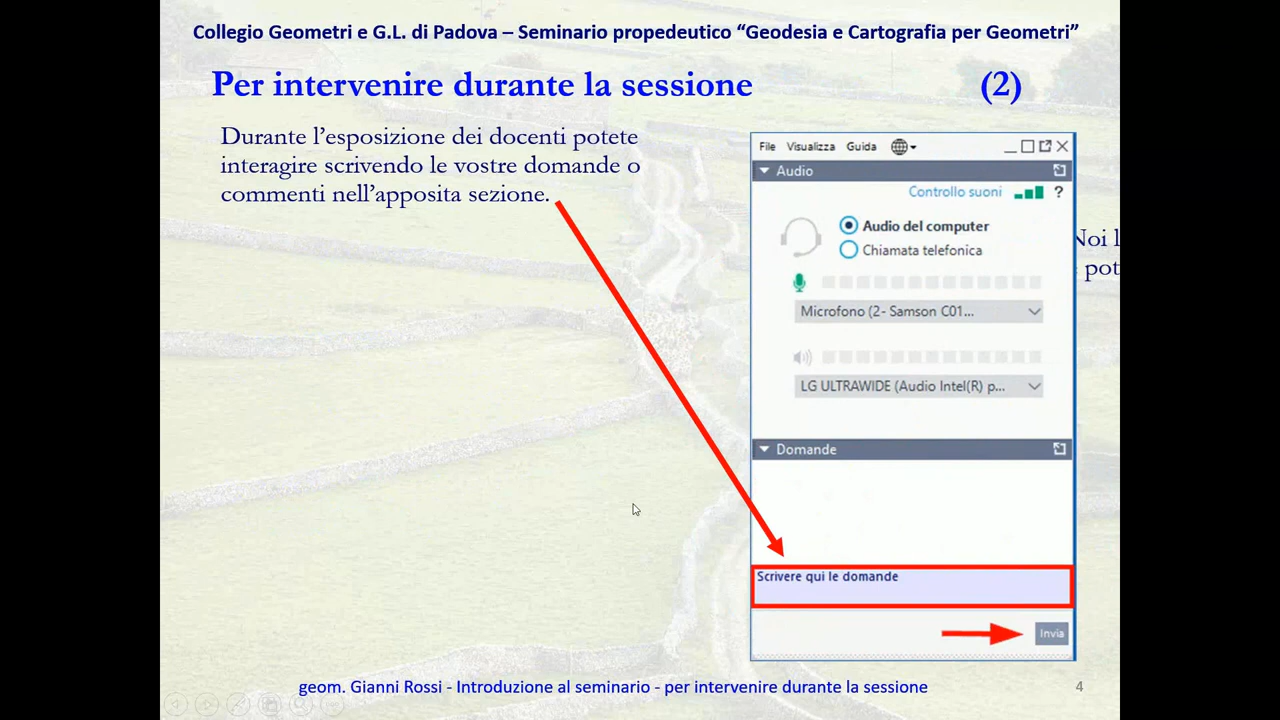 Collegio Geometri e G.L. di Padova – Seminario propedeutico “Geodesia e Cartografia per Geometri”
Per intervenire durante la sessione (2)
Durante l’esposizione dei docenti potete
interagire scrivendo le vostre domande o
commenti nell’apposita sezione.
File Visualizza Guida
Audio
Controllo suoni ?
Audio del computer
Chiamata telefonica
Microfono (2- Samson C01...
LG ULTRAWIDE (Audio Intel(R) p...
Domande
Scrivere qui le domande
Invia
Noi l
pot
geom. Gianni Rossi - Introduzione al seminario - per intervenire durante la sessione
4